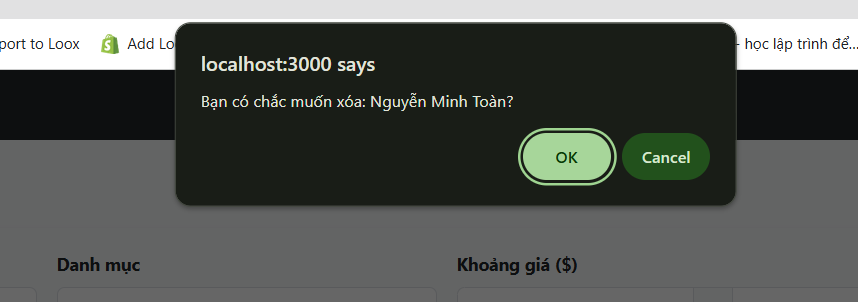 port to Loox
Add Lo
- học lập trình để...
localhost:3000 says
Bạn có chắc muốn xóa: Nguyễn Minh Toàn?
OK
Cancel
Danh mục
Khoảng giá ($)